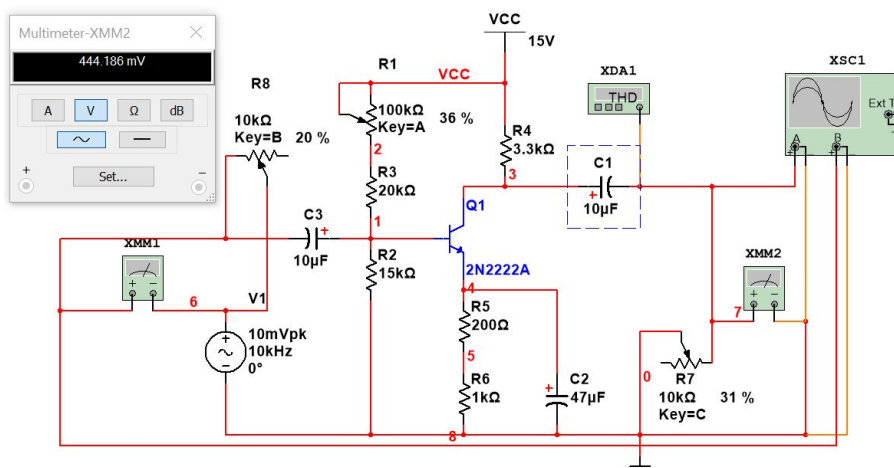 Multimeter-XMM2
444.186 mV
A
V
Ω
dB
Set...
+
−
VCC
15V
VCC
XDA1
THD
XSC1
Ext T
A
B
R8
10kΩ
Key=B
20 %
R1
100kΩ
Key=A
36 %
2
R4
3.3kΩ
3
C1
10µF
R3
20kΩ
1
C3
10µF
Q1
2N2222A
4
R2
15kΩ
XMM1
6
V1
10mVpk
10kHz
0°
R5
200Ω
5
R6
1kΩ
8
C2
47µF
XMM2
7
0
R7
10kΩ
Key=C
31 %